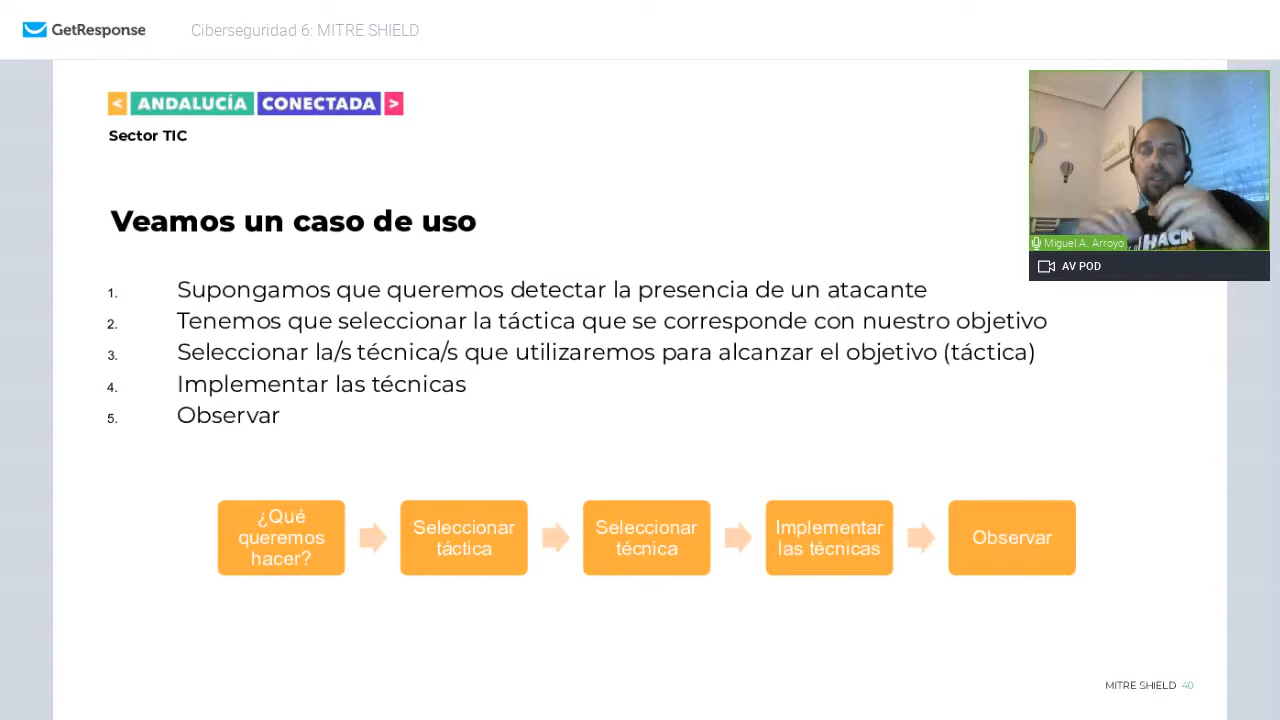 GetResponse
Ciberseguridad 6: MITRE SHIELD
< ANDALUCÍA CONECTADA >
Sector TIC
Miguel A. Arroyo
AV POD
HACK
Veamos un caso de uso
1. Supongamos que queremos detectar la presencia de un atacante
2. Tenemos que seleccionar la táctica que se corresponde con nuestro objetivo
3. Seleccionar la/s técnica/s que utilizaremos para alcanzar el objetivo (táctica)
4. Implementar las técnicas
5. Observar
¿Qué
queremos
hacer?
Seleccionar
táctica
Seleccionar
técnica
Implementar
las técnicas
Observar
MITRE SHIELD 40